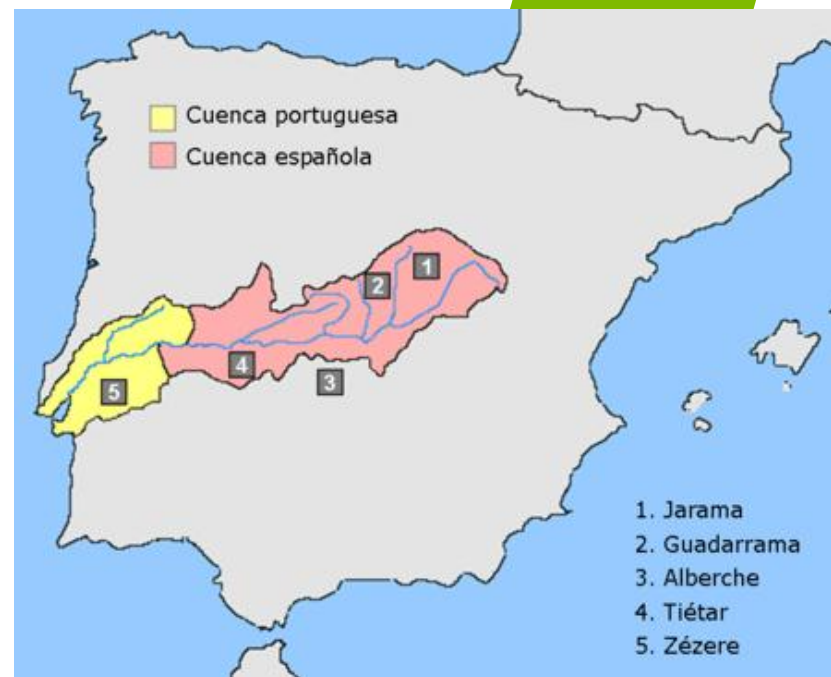 Cuenca portuguesa
Cuenca española
1
2
4
3
5
1. Jarama
2. Guadarrama
3. Alberche
4. Tiétar
5. Zézere